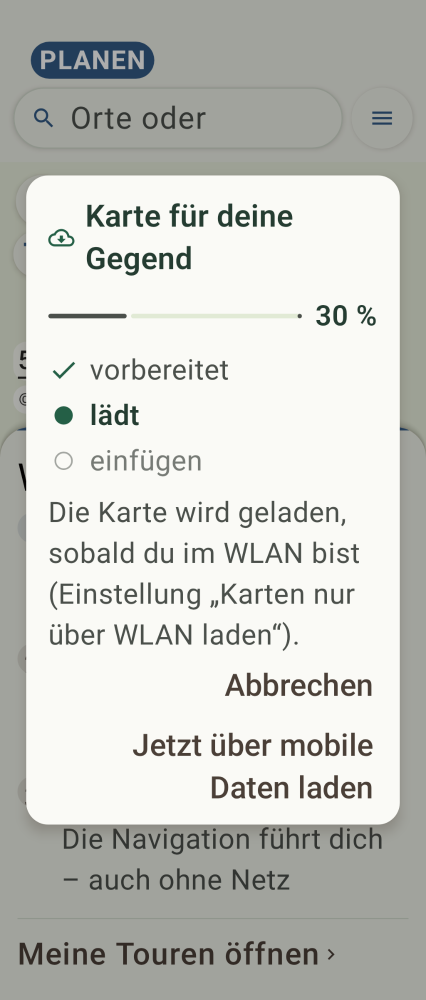 PLANEN
Orte oder
Karte für deine
Gegend
30 %
vorbereitet
lädt
einfügen
Die Karte wird geladen,
sobald du im WLAN bist
(Einstellung „Karten nur
über WLAN laden“).
Abbrechen
Jetzt über mobile
Daten laden
Die Navigation führt dich
– auch ohne Netz
Meine Touren öffnen ›